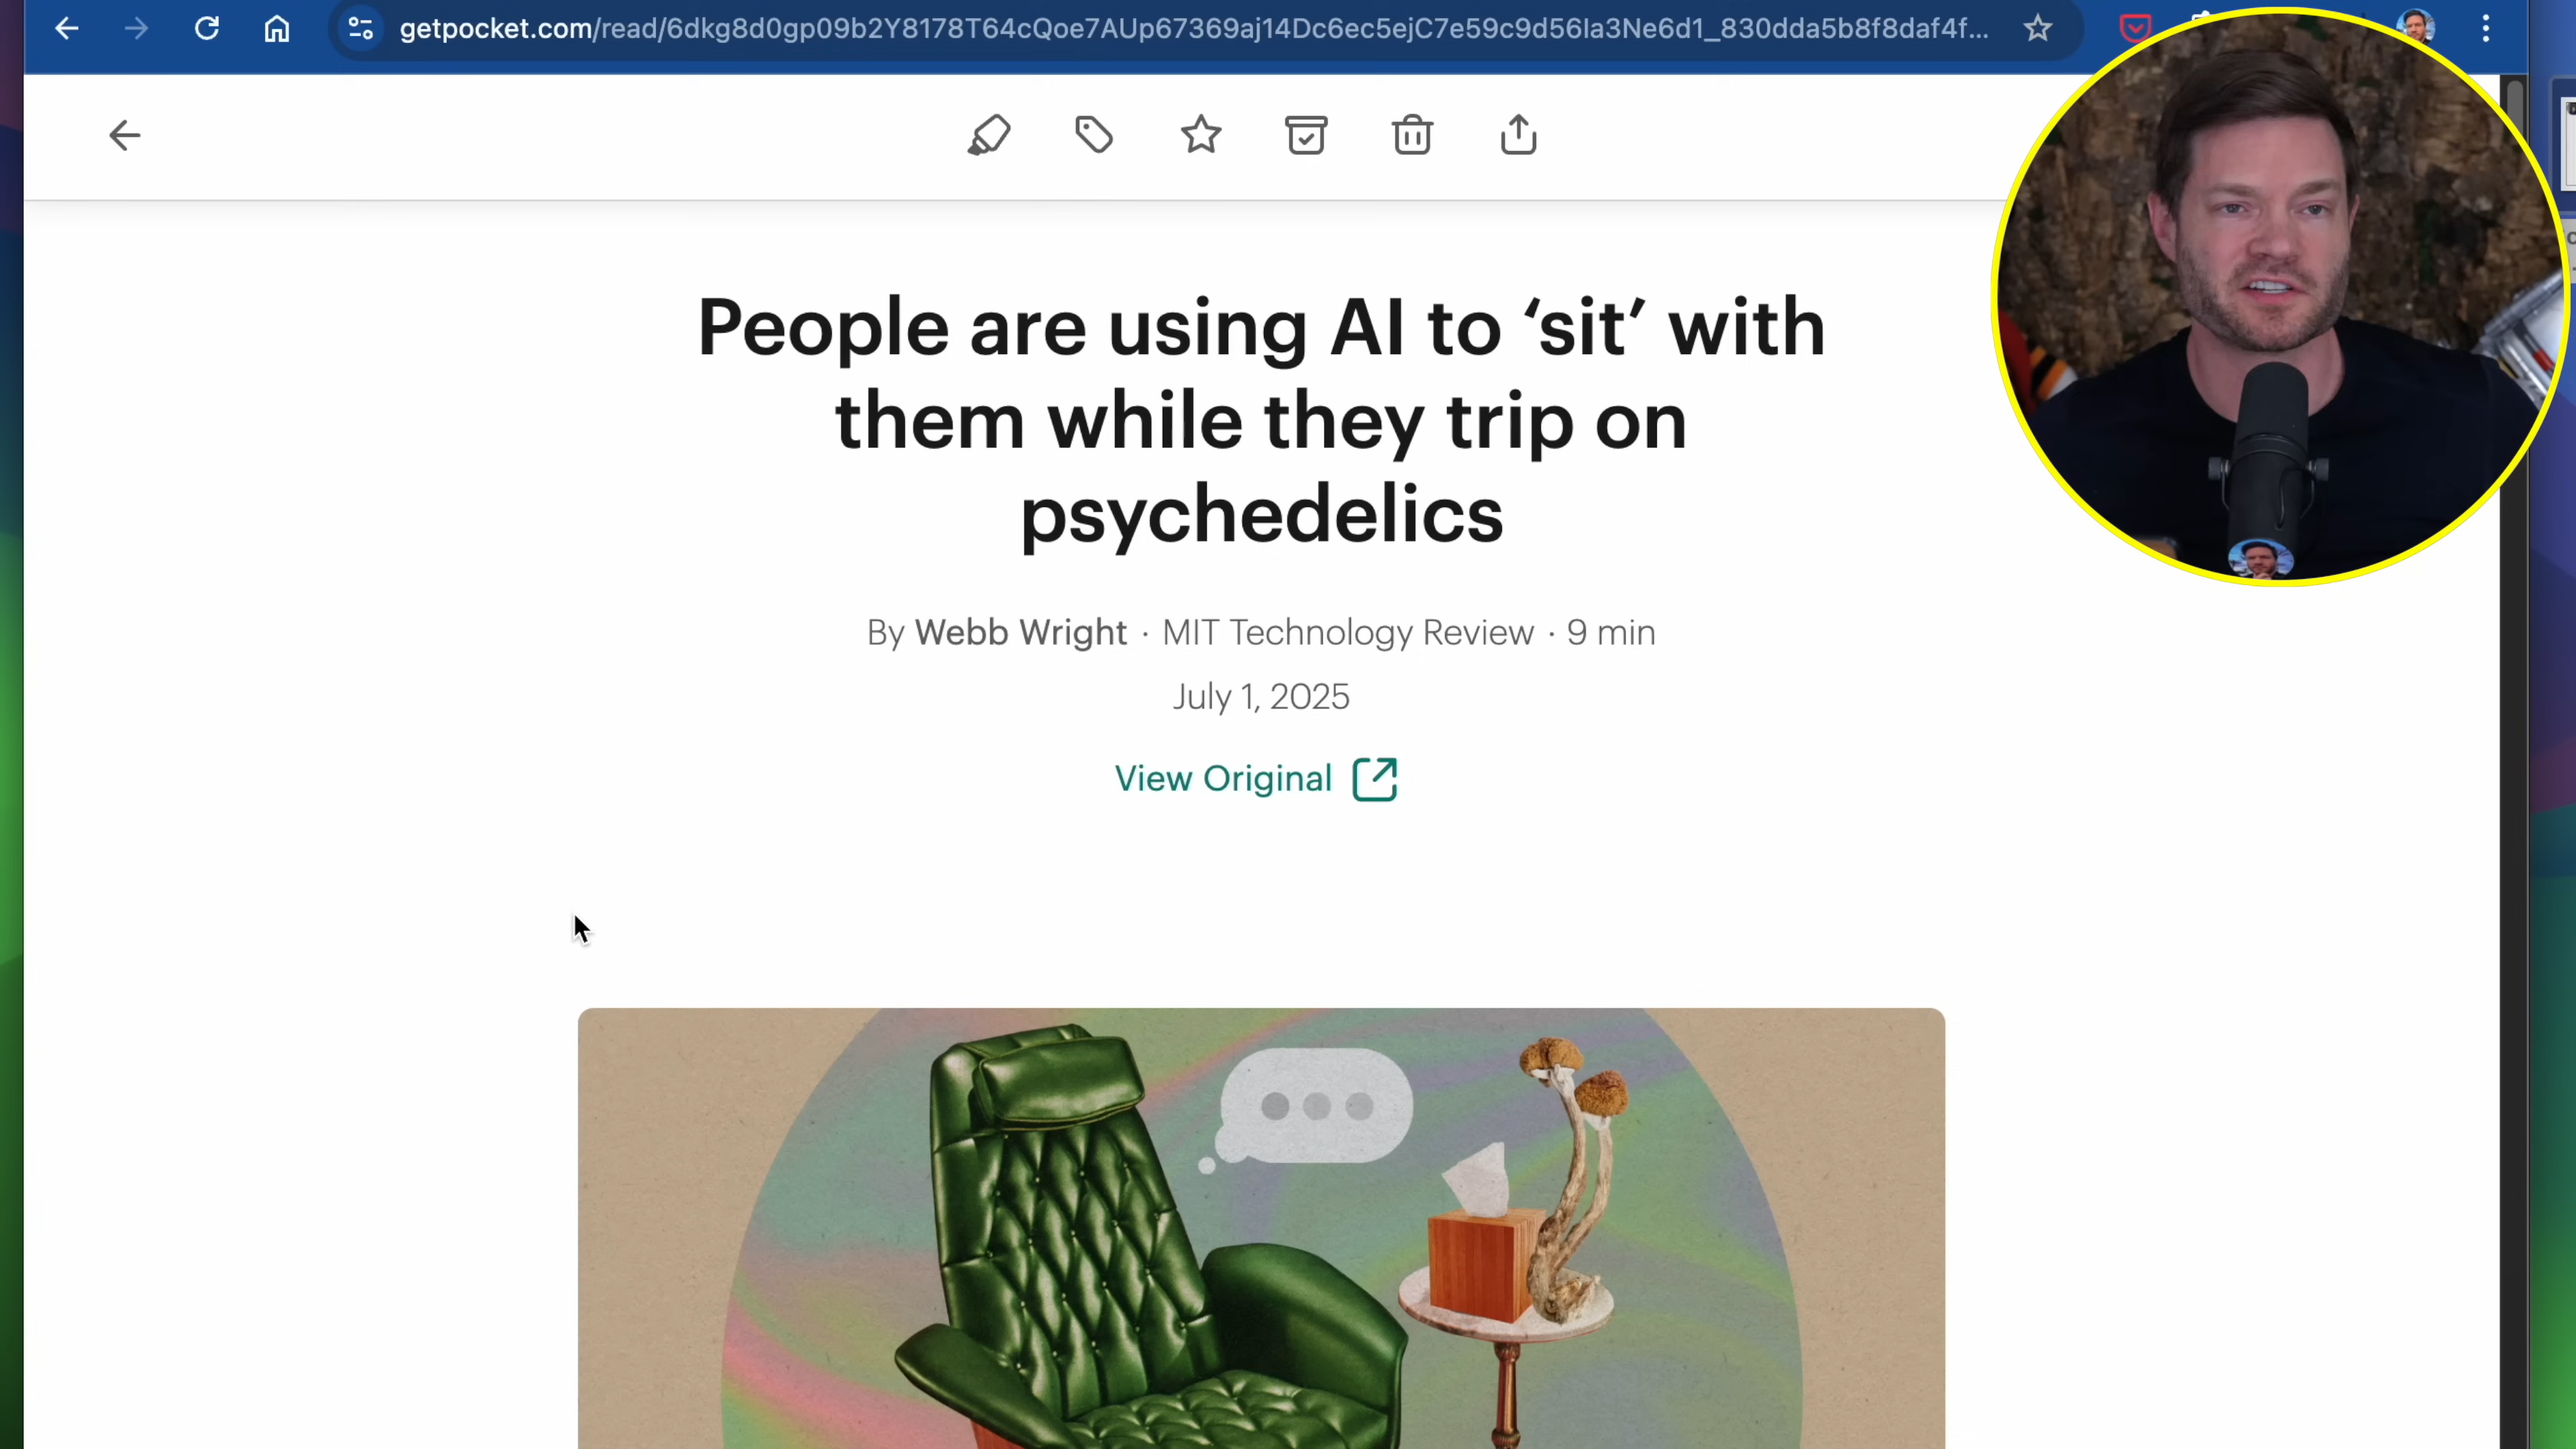 getpocket.com/read/6dkg8d0gp09b2Y8178T64cQoe7AUp67369aj14Dc6ec5ejC7e59c9d56Ia3Ne6d1_830dda5b8f8daf4f...
People are using AI to ‘sit’ with
them while they trip on
psychedelics
By Webb Wright · MIT Technology Review · 9 min
July 1, 2025
View Original